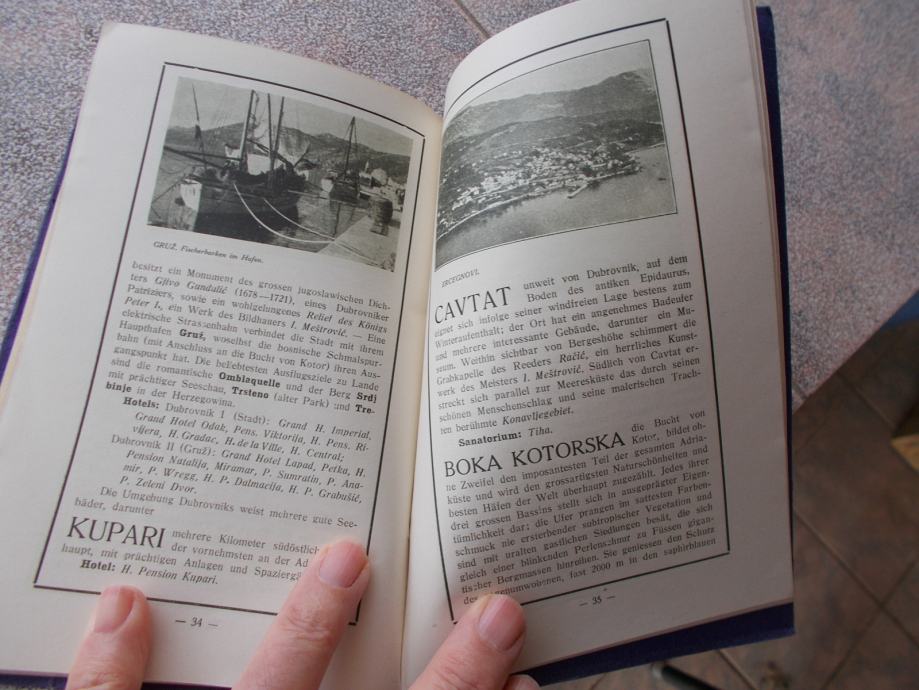 GRUŽ. Fischerbarken im Hafen.
besitzt ein Monument des grossen jugoslawischen Dich-
ters Givo Gundalić (1678—1721), eines Dubrovniker
Patriziers, sowie ein wohlgelungenes Relief des Königs
Peter I., ein Werk des Bildhauers I. Meštrović. — Eine
elektrische Strassenbahn verbindet die Stadt mit ihrem
Haupthafen Gruž, woselbst die bosnische Schmalspur-
bahn (mit Anschluss an die Bucht von Kotor) ihren Aus-
gangspunkt hat. Die beliebtesten Ausflugsziele zu Lande
sind die romantische Omblaquelle und der Berg Srdj
mit prächtiger Seeschau, Trsteno (alter Park) und Tre-
binje in der Herzegowina.
Hotels: Dubrovnik I (Stadt): Grand H. Imperial,
Grand Hotel Odak, Pens. Viktorija, H. Pens. Ri-
vijera, H. Gradac, H. de la Ville, H. Central;
Dubrovnik II (Gruž): Grand Hotel Lapad, Petka, H.
Pension Natalija, Miramar, P. Sumratin, P. Ana-
mir, P. Wregg, H. P. Dalmacija, H. P. Grabušić,
P. Zeleni Dvor.
Die Umgebung Dubrovniks weist mehrere gute See-
bäder, darunter
KUPARI mehrere Kilometer südöstlich
der vornehmsten an der Ad
haupt, mit prächtigen Anlagen und Spaziergä
Hotel: H. Pension Kupari.
— 34 —
ERCEGNOVI.
CAVTAT unweit von Dubrovnik, auf dem
Boden des antiken Epidaurus,
eignet sich infolge seiner windfreien Lage bestens zum
Winteraufenthalt; der Ort hat ein angenehmes Badeufer
und mehrere interessante Gebäude, darunter ein Mu-
seum. Weithin sichtbar von Bergeshöhe schimmert die
Grabkapelle des Reeders Račić, ein herrliches Kunst-
werk des Meisters I. Meštrović. Südlich von Cavtat er-
streckt sich parallel zur Meeresküste das durch seinen
schönen Menschenschlag und seine malerischen Trach-
ten berühmte Konavljegebiet.
Sanatorium: Tiha.
BOKA KOTORSKA die Bucht von
Kotor, bildet oh-
ne Zweifel den imposantesten Teil der gesamten Adria-
küste und wird den grossartigsten Naturschönheiten und
besten Häfen der Welt überhaupt zugezählt. Jedes ihrer
drei grossen Bassins stellt sich in ausgeprägter Eigen-
tümlichkeit dar; die Ufer prangen im sattesten Farben-
schmuck nie ersterbender subtropischer Vegetation und
sind mit uralten gastlichen Siedlungen besät, die sich
gleich einer blinkenden Perlenschnur zu Füssen gigan-
tischer Bergmassen hinreihen. Sie geniessen den Schutz
des enumwobenen, fast 2000 m in den saphirblauen
— 35 —